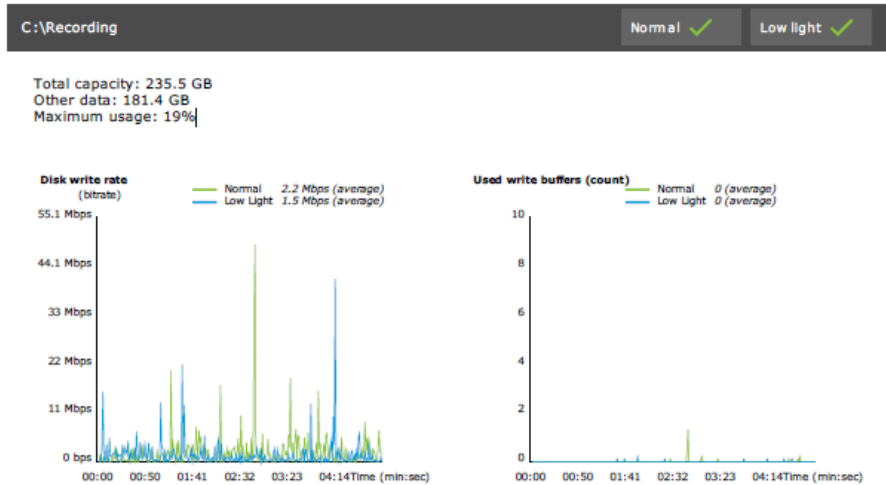 C:\Recording
Normal
Low light
Total capacity: 235.5 GB
Other data: 181.4 GB
Maximum usage: 19%
Disk write rate
(bitrate)
Normal 2.2 Mbps (average)
Low Light 1.5 Mbps (average)
55.1 Mbps
44.1 Mbps
33 Mbps
22 Mbps
11 Mbps
0 bps
00:00 00:50 01:41 02:32 03:23 04:14Time (min:sec)
Used write buffers (count)
Normal 0 (average)
Low Light 0 (average)
10
8
6
4
2
0
00:00 00:50 01:41 02:32 03:23 04:14Time (min:sec)